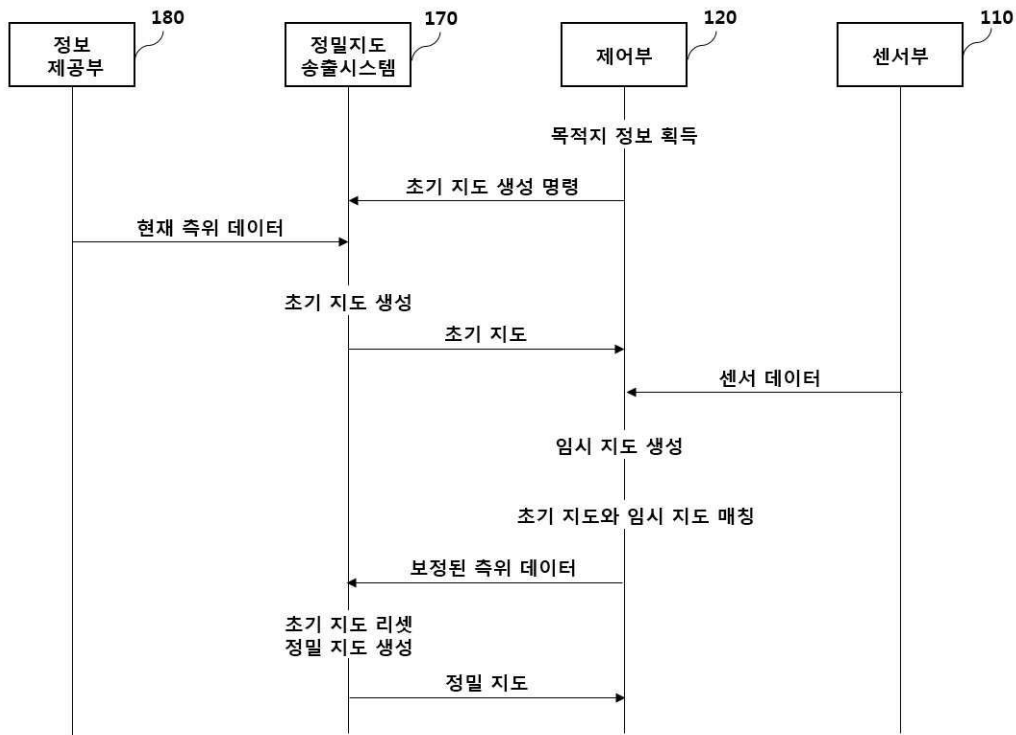 180
170
120
110
정보
제공부
정밀지도
송출시스템
제어부
센서부
목적지 정보 획득
초기 지도 생성 명령
현재 측위 데이터
초기 지도 생성
초기 지도
센서 데이터
임시 지도 생성
초기 지도와 임시 지도 매칭
보정된 측위 데이터
초기 지도 리셋
정밀 지도 생성
정밀 지도